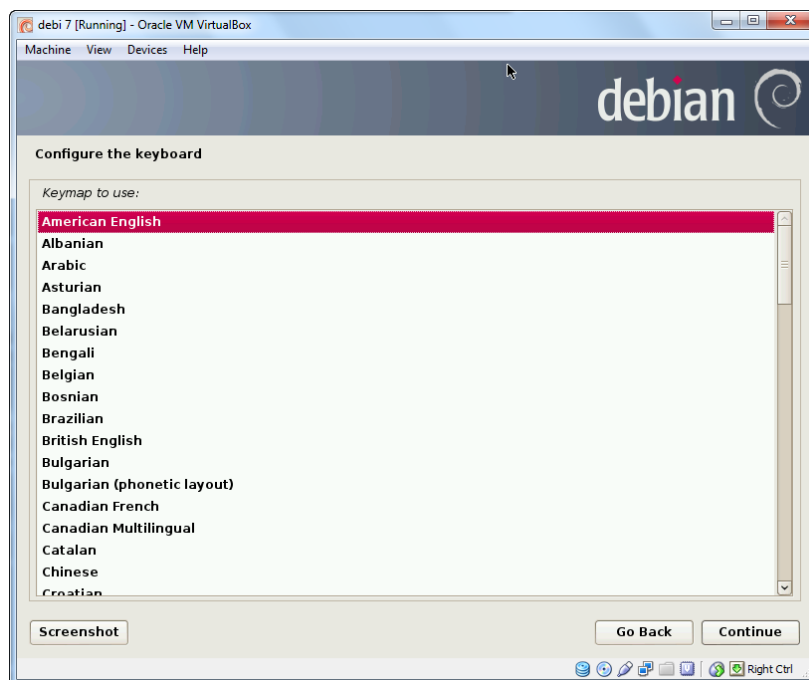 debi 7 [Running] - Oracle VM VirtualBox
Machine View Devices Help
debian
Configure the keyboard
Keymap to use:
American English
Albanian
Arabic
Asturian
Bangladesh
Belarusian
Bengali
Belgian
Bosnian
Brazilian
British English
Bulgarian
Bulgarian (phonetic layout)
Canadian French
Canadian Multilingual
Catalan
Chinese
Croatian
Screenshot Go Back Continue
Right Ctrl